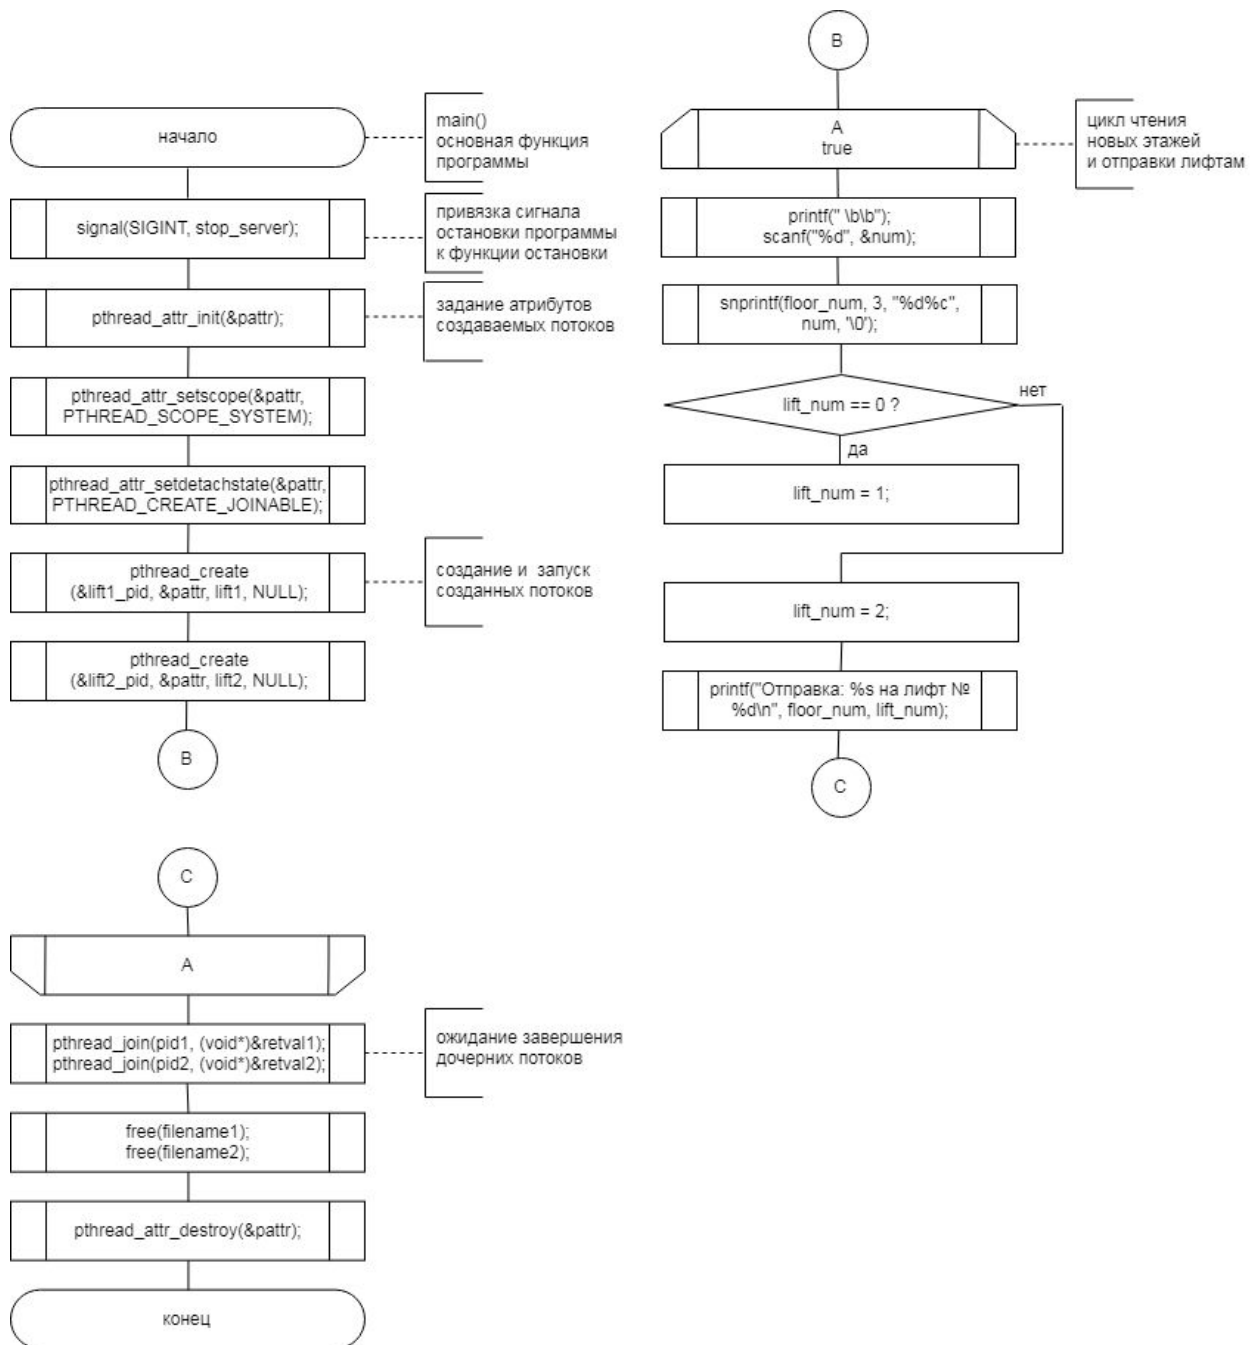 начало
main()
основная функция
программы
signal(SIGINT, stop_server);
привязка сигнала
остановки программы
к функции остановки
pthread_attr_init(&pattr);
задание атрибутов
создаваемых потоков
pthread_attr_setscope(&pattr,
PTHREAD_SCOPE_SYSTEM);
pthread_attr_setdetachstate(&pattr,
PTHREAD_CREATE_JOINABLE);
pthread_create
(&lift1_pid, &pattr, lift1, NULL);
создание и запуск
созданных потоков
pthread_create
(&lift2_pid, &pattr, lift2, NULL);
B
B
A
true
цикл чтения
новых этажей
и отправки лифтам
printf(" \b\b");
scanf("%d", &num);
snprintf(floor_num, 3, "%d%c",
num, '\0');
lift_num == 0 ?
нет
да
lift_num = 1;
lift_num = 2;
printf("Отправка: %s на лифт №
%d\n", floor_num, lift_num);
C
C
A
pthread_join(pid1, (void*)&retval1);
pthread_join(pid2, (void*)&retval2);
ожидание завершения
дочерних потоков
free(filename1);
free(filename2);
pthread_attr_destroy(&pattr);
конец